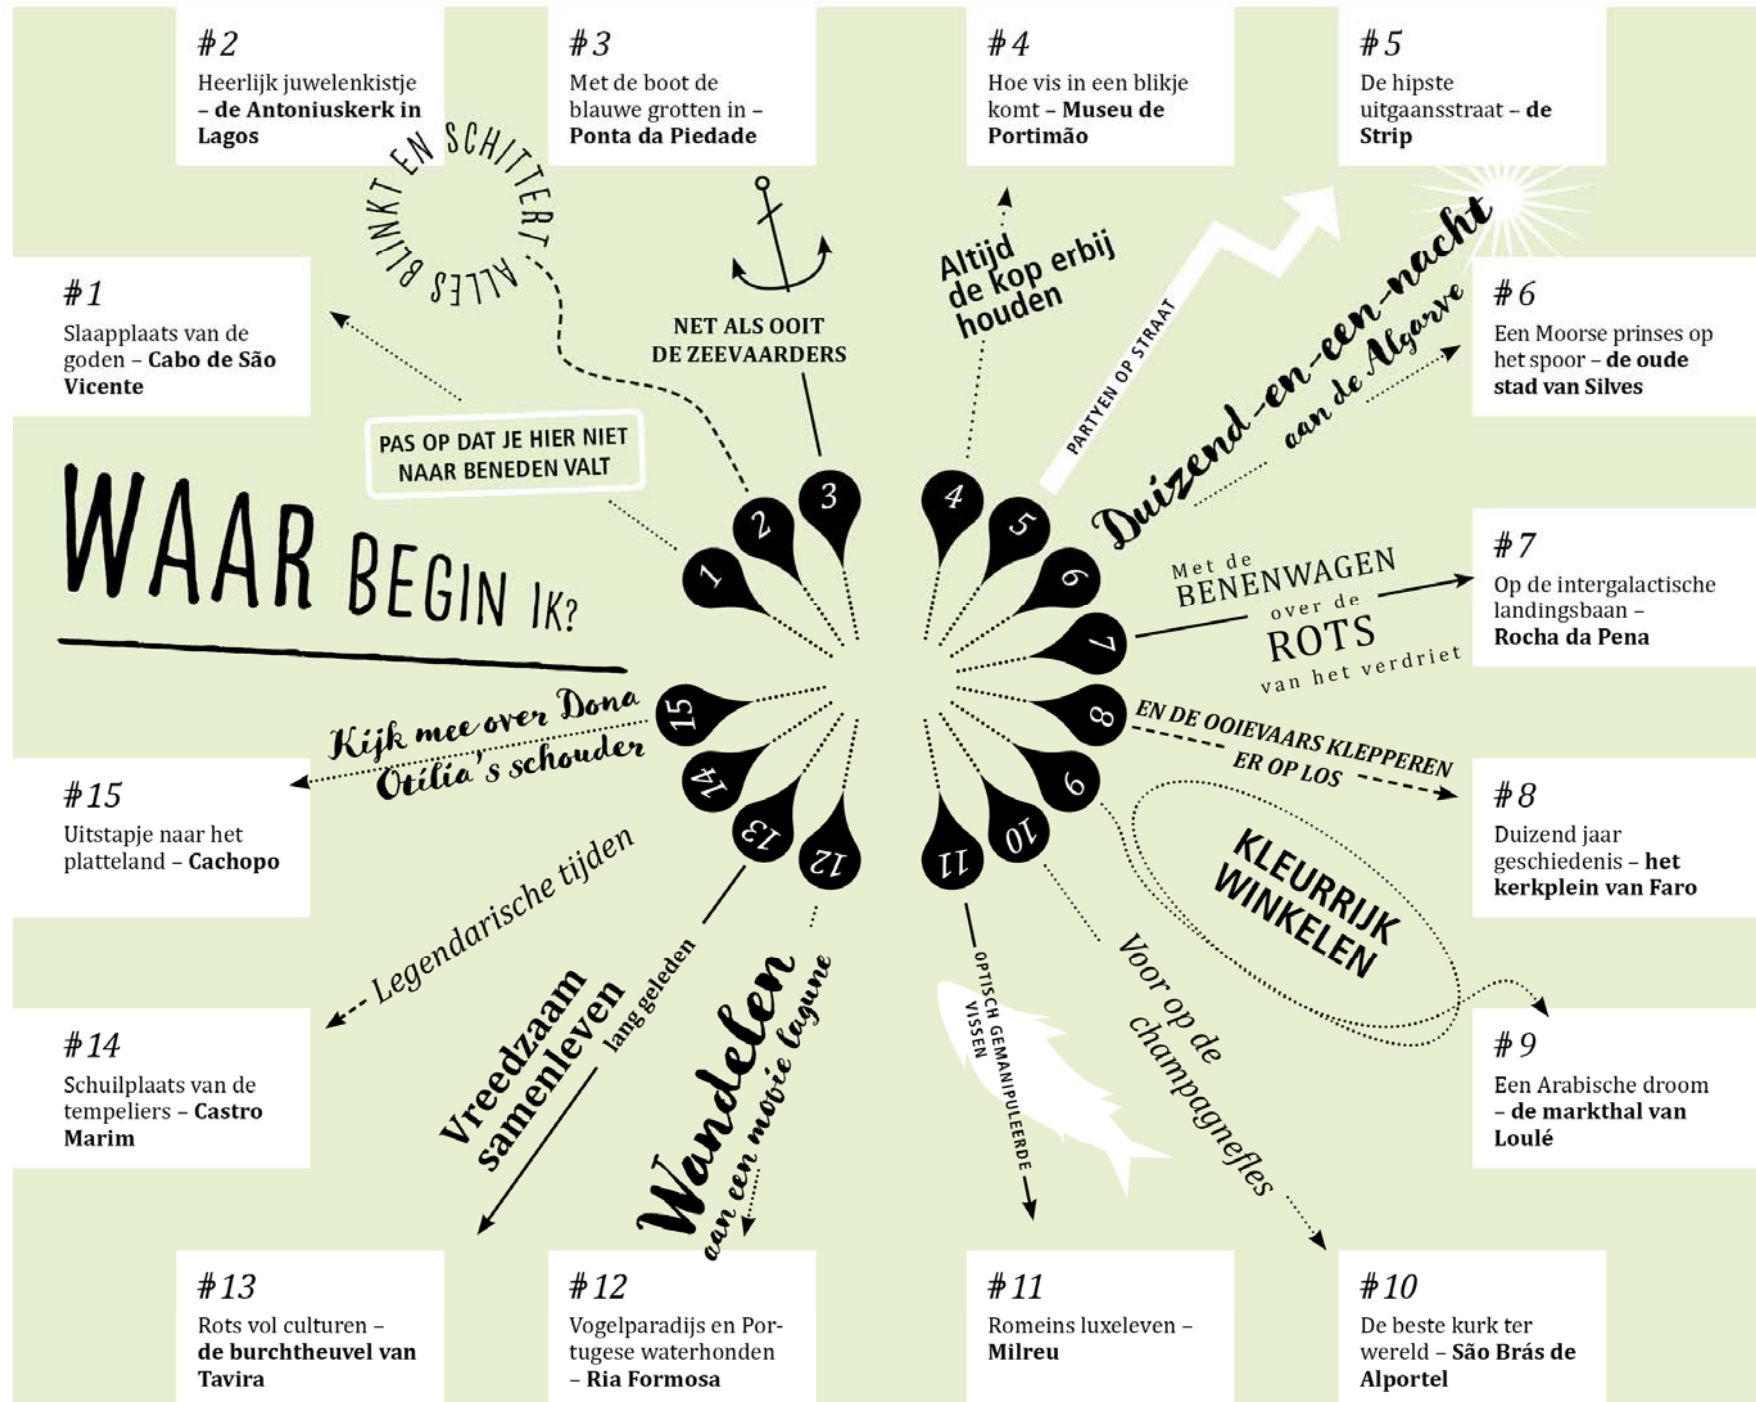 #2
Heerlijk juwelenkistje
– de Antoniuskerk in
Lagos
#3
Met de boot de
blauwe grotten in –
Ponta da Piedade
#4
Hoe vis in een blikje
komt – Museu de
Portimão
#5
De hipste
uitgaansstraat – de
Strip
ALLES BLINKT EN SCHITTERT
#1
Slaapplaats van de
goden – Cabo de São
Vicente
NET ALS OOIT
DE ZEEVAARDERS
Altijd
de kop erbij
houden
PARTYEN OP STRAAT
Duizend-en-een-nacht
aan de Algarve
#6
Een Moorse prinses op
het spoor – de oude
stad van Silves
PAS OP DAT JE HIER NIET
NAAR BENEDEN VALT
WAAR BEGIN IK?
1
2
3
4
5
6
7
8
9
10
11
12
13
14
15
Met de
BENENWAGEN
over de
ROTS
van het verdriet
#7
Op de intergalactische
landingsbaan –
Rocha da Pena
Kijk mee over Dona
Otília's schouder
EN DE OOIEVAARS KLEPPEREN
ER OP LOS
#8
Duizend jaar
geschiedenis – het
kerkplein van Faro
#15
Uitstapje naar het
platteland – Cachopo
Legendarische tijden
KLEURRIJK
WINKELEN
#14
Schuilplaats van de
tempeliers – Castro
Marim
Vreedzaam
samenleven
lang geleden
Wandelen
aan een mooie lagune
OPTISCH GEMANIPULEERDE
VISSEN
Voor op de
champagnefles
#9
Een Arabische droom
– de markthal van
Loulé
#13
Rots vol culturen –
de burchtheuvel van
Tavira
#12
Vogelparadijs en Por-
tugese waterhonden
– Ria Formosa
#11
Romeins luxeleven –
Milreu
#10
De beste kurk ter
wereld – São Brás de
Alportel